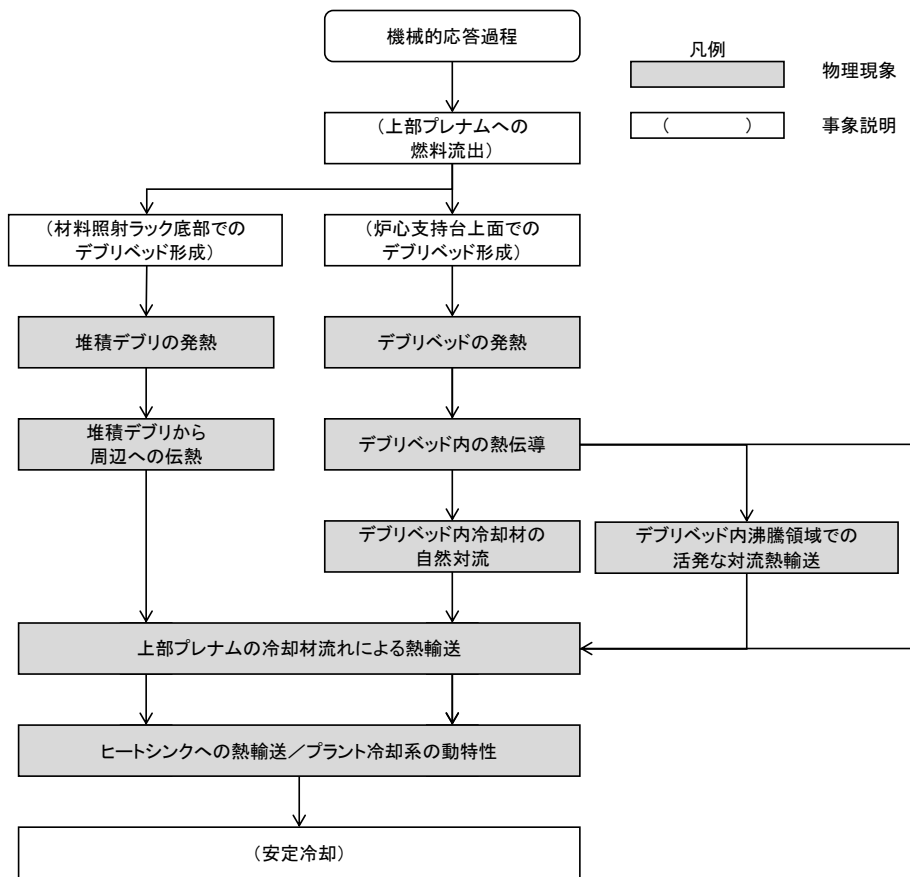 機械的応答過程
凡例
物理現象
(上部プレナムへの
燃料流出)
(　　　　)
事象説明
(材料照射ラック底部での
デブリベッド形成)
(炉心支持台上面での
デブリベッド形成)
堆積デブリの発熱
デブリベッドの発熱
堆積デブリから
周辺への伝熱
デブリベッド内の熱伝導
デブリベッド内冷却材の
自然対流
デブリベッド内沸騰領域での
活発な対流熱輸送
上部プレナムの冷却材流れによる熱輸送
ヒートシンクへの熱輸送／プラント冷却系の動特性
(安定冷却)